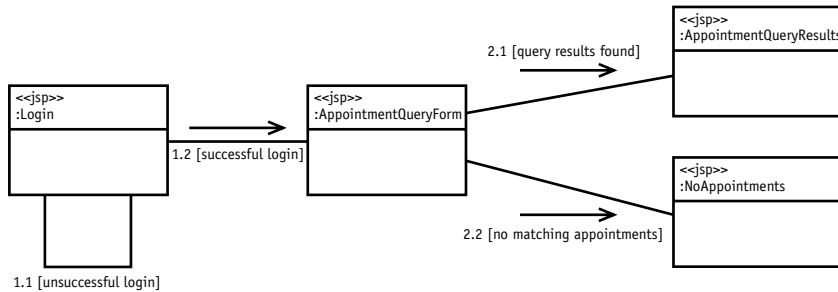 <<jsp>>
:Login
1.1 [unsuccessful login]
1.2 [successful login]
<<jsp>>
:AppointmentQueryForm
2.1 [query results found]
<<jsp>>
:AppointmentQueryResults
2.2 [no matching appointments]
<<jsp>>
:NoAppointments